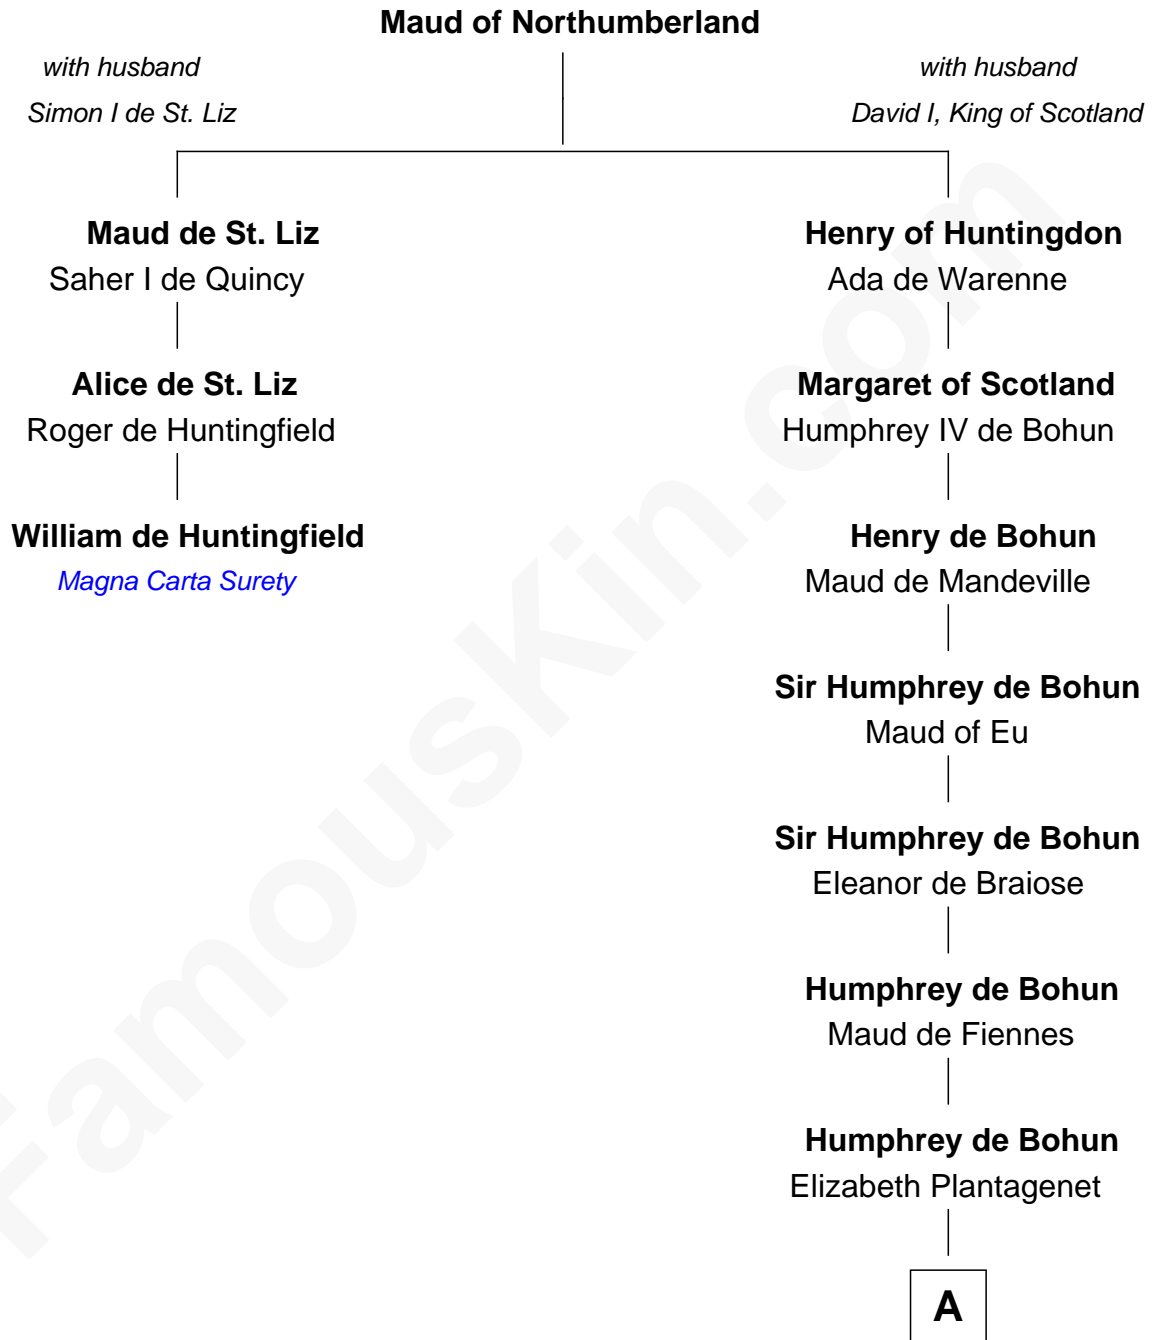 Maud of Northumberland
with husband
Simon I de St. Liz
with husband
David I, King of Scotland
Maud de St. Liz
Saher I de Quincy
Henry of Huntingdon
Ada de Warenne
Alice de St. Liz
Roger de Huntingfield
Margaret of Scotland
Humphrey IV de Bohun
William de Huntingfield
Magna Carta Surety
Henry de Bohun
Maud de Mandeville
Sir Humphrey de Bohun
Maud of Eu
Sir Humphrey de Bohun
Eleanor de Braiose
Humphrey de Bohun
Maud de Fiennes
Humphrey de Bohun
Elizabeth Plantagenet
A
FamousKin.com